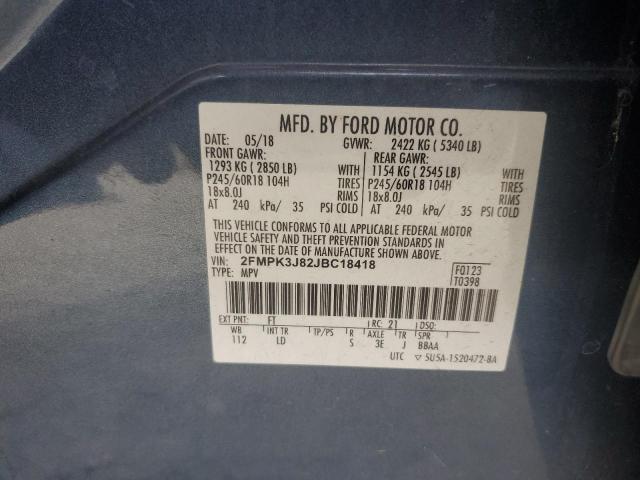 MFD. BY FORD MOTOR CO.
DATE: 05/18 GVWR: 2422 KG ( 5340 LB)
FRONT GAWR: REAR GAWR:
1293 KG ( 2850 LB) 1154 KG ( 2545 LB)
P245/60R18 104H TIRES P245/60R18 104H TIRES
18x8.0J RIMS 18x8.0J RIMS
AT 240 kPa/ 35 PSI COLD AT 240 kPa/ 35 PSI COLD
THIS VEHICLE CONFORMS TO ALL APPLICABLE FEDERAL MOTOR
VEHICLE SAFETY AND THEFT PREVENTION STANDARDS IN
EFFECT ON THE DATE OF MANUFACTURE SHOWN ABOVE.
VIN: 2FMPK3J82JBC18418 F0123
TYPE: MPV T0398
EXT PNT: FT RC: 21 DSO:
WB INT TR TP/PS R AXLE TR SPR
112 LD S 3E J BBAA
UTC ▽ 5U5A-1520472-BA